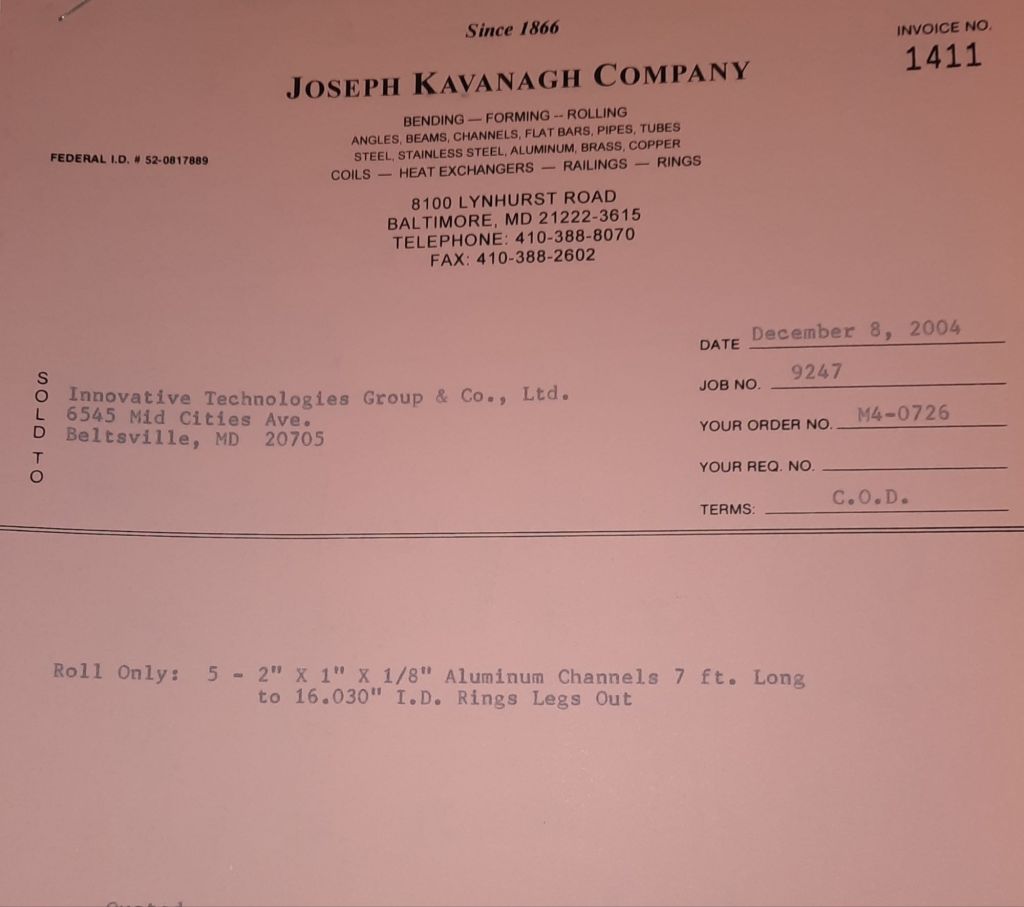 Since 1866
INVOICE NO.
1411
JOSEPH KAVANAGH COMPANY
BENDING — FORMING -- ROLLING
ANGLES, BEAMS, CHANNELS, FLAT BARS, PIPES, TUBES
STEEL, STAINLESS STEEL, ALUMINUM, BRASS, COPPER
COILS — HEAT EXCHANGERS — RAILINGS — RINGS
FEDERAL I.D. # 52-0817889
8100 LYNHURST ROAD
BALTIMORE, MD 21222-3615
TELEPHONE: 410-388-8070
FAX: 410-388-2602
DATE December 8, 2004
JOB NO. 9247
YOUR ORDER NO. M4-0726
YOUR REQ. NO.
TERMS: C.O.D.
SOLD TO
Innovative Technologies Group & Co., Ltd.
6545 Mid Cities Ave.
Beltsville, MD 20705
Roll Only: 5 - 2" X 1" X 1/8" Aluminum Channels 7 ft. Long
to 16.030" I.D. Rings Legs Out